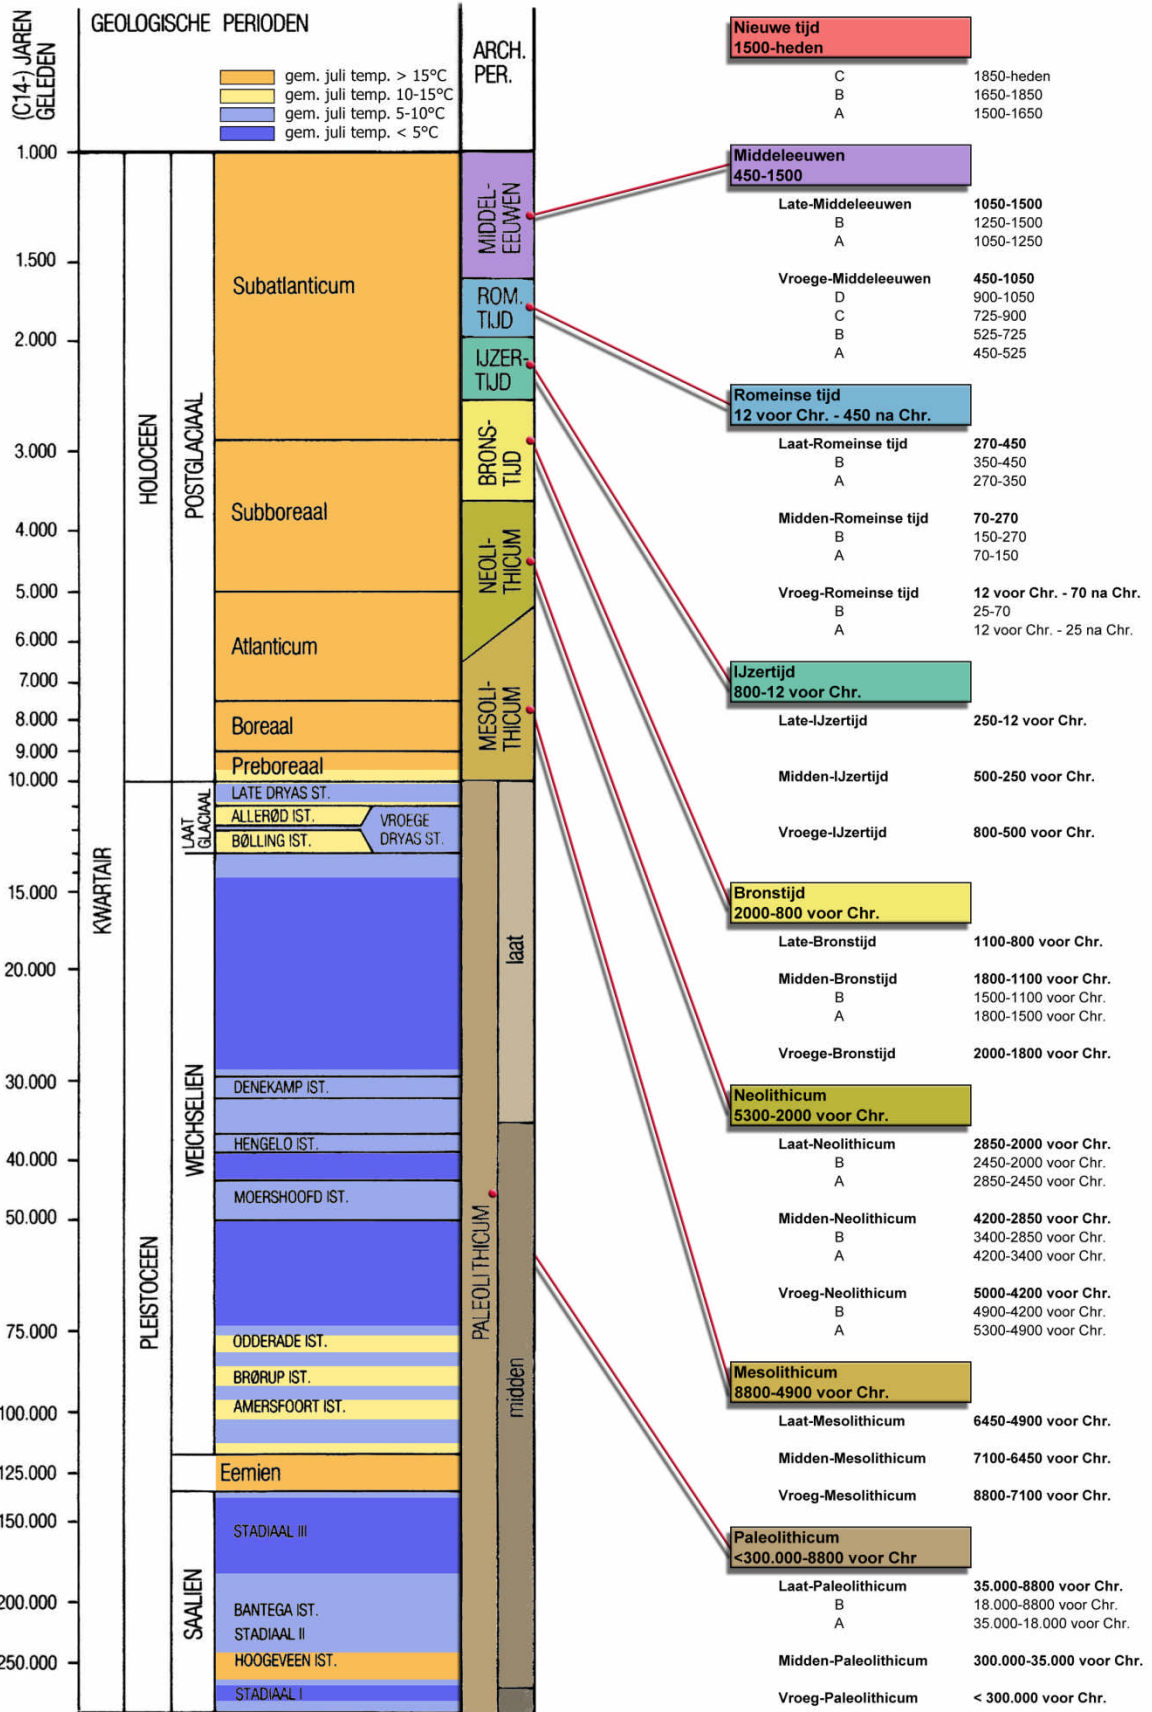 GEOLOGISCHE PERIODEN
(C14-) JAREN
GELEDEN
gem. juli temp. > 15°C
gem. juli temp. 10-15°C
gem. juli temp. 5-10°C
gem. juli temp. < 5°C
ARCH.
PER.
1.000
1.500
2.000
3.000
4.000
5.000
6.000
7.000
8.000
9.000
10.000
15.000
20.000
30.000
40.000
50.000
75.000
100.000
125.000
150.000
200.000
250.000
KWARTAIR
HOLOCEEN
PLEISTOCEEN
POSTGLACIAAL
LAAT
GLACIAAL
WEICHSELIEN
SAALIEN
Subatlanticum
Subboreaal
Atlanticum
Boreaal
Preboreaal
LATE DRYAS ST.
ALLERØD IST.
VROEGE
DRYAS ST.
BØLLING IST.
DENEKAMP IST.
HENGELO IST.
MOERSHOOFD IST.
ODDERADE IST.
BRØRUP IST.
AMERSFOORT IST.
Eemien
STADIAAL III
BANTEGA IST.
STADIAAL II
HOOGEVEEN IST.
STADIAAL I
MIDDEL-
EEUWEN
ROM.
TIJD
IJZER-
TIJD
BRONS-
TIJD
NEOLI-
THICUM
MESOLI-
THICUM
PALEOLITHICUM
laat
midden
Nieuwe tijd
1500-heden
C 1850-heden
B 1650-1850
A 1500-1650
Middeleeuwen
450-1500
Late-Middeleeuwen 1050-1500
B 1250-1500
A 1050-1250
Vroege-Middeleeuwen 450-1050
D 900-1050
C 725-900
B 525-725
A 450-525
Romeinse tijd
12 voor Chr. - 450 na Chr.
Laat-Romeinse tijd 270-450
B 350-450
A 270-350
Midden-Romeinse tijd 70-270
B 150-270
A 70-150
Vroeg-Romeinse tijd 12 voor Chr. - 70 na Chr.
B 25-70
A 12 voor Chr. - 25 na Chr.
IJzertijd
800-12 voor Chr.
Late-IJzertijd 250-12 voor Chr.
Midden-IJzertijd 500-250 voor Chr.
Vroege-IJzertijd 800-500 voor Chr.
Bronstijd
2000-800 voor Chr.
Late-Bronstijd 1100-800 voor Chr.
Midden-Bronstijd 1800-1100 voor Chr.
B 1500-1100 voor Chr.
A 1800-1500 voor Chr.
Vroege-Bronstijd 2000-1800 voor Chr.
Neolithicum
5300-2000 voor Chr.
Laat-Neolithicum 2850-2000 voor Chr.
B 2450-2000 voor Chr.
A 2850-2450 voor Chr.
Midden-Neolithicum 4200-2850 voor Chr.
B 3400-2850 voor Chr.
A 4200-3400 voor Chr.
Vroeg-Neolithicum 5000-4200 voor Chr.
B 4900-4200 voor Chr.
A 5300-4900 voor Chr.
Mesolithicum
8800-4900 voor Chr.
Laat-Mesolithicum 6450-4900 voor Chr.
Midden-Mesolithicum 7100-6450 voor Chr.
Vroeg-Mesolithicum 8800-7100 voor Chr.
Paleolithicum
<300.000-8800 voor Chr
Laat-Paleolithicum 35.000-8800 voor Chr.
B 18.000-8800 voor Chr.
A 35.000-18.000 voor Chr.
Midden-Paleolithicum 300.000-35.000 voor Chr.
Vroeg-Paleolithicum < 300.000 voor Chr.